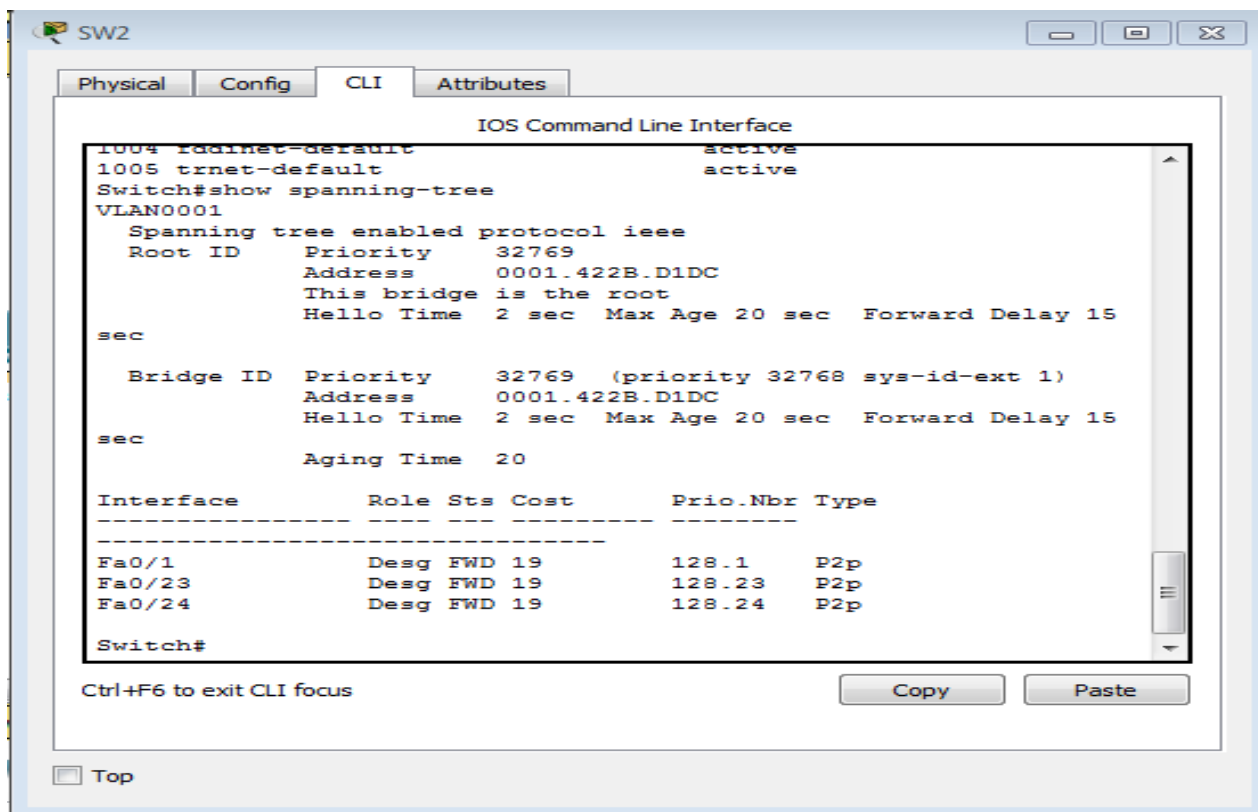 SW2
Physical Config CLI Attributes
IOS Command Line Interface
1004 fddinet-default active
1005 trnet-default active
Switch#show spanning-tree
VLAN0001
Spanning tree enabled protocol ieee
Root ID Priority 32769
Address 0001.422B.D1DC
This bridge is the root
Hello Time 2 sec Max Age 20 sec Forward Delay 15
sec
Bridge ID Priority 32769 (priority 32768 sys-id-ext 1)
Address 0001.422B.D1DC
Hello Time 2 sec Max Age 20 sec Forward Delay 15
sec
Aging Time 20
Interface Role Sts Cost Prio.Nbr Type
---------------- ---- --- --------- --------
--------------------------------
Fa0/1 Desg FWD 19 128.1 P2p
Fa0/23 Desg FWD 19 128.23 P2p
Fa0/24 Desg FWD 19 128.24 P2p
Switch#
Ctrl+F6 to exit CLI focus
Copy Paste
Top